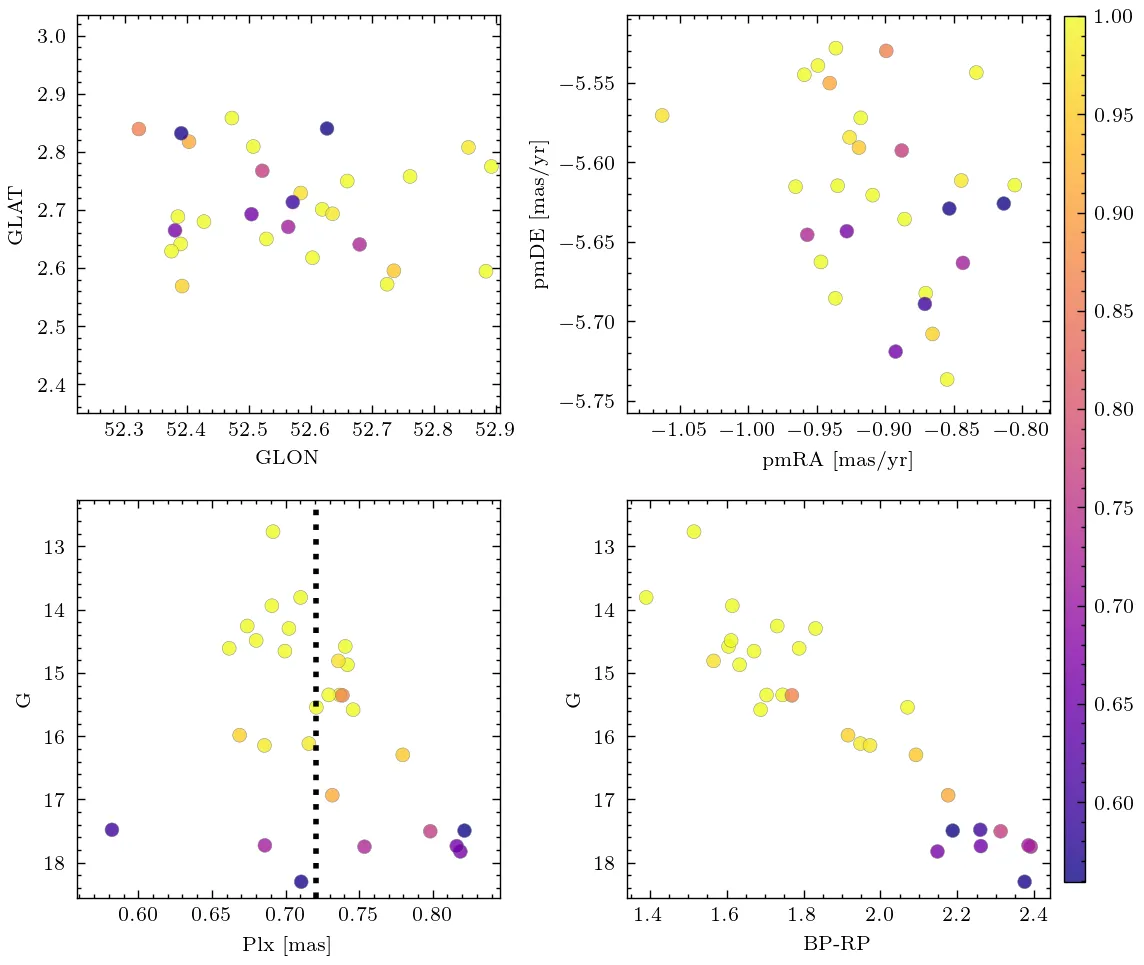 3.0
2.9
2.8
2.7
2.6
2.5
2.4
GLAT
52.3 52.4 52.5 52.6 52.7 52.8 52.9
GLON
−5.55
−5.60
−5.65
−5.70
−5.75
pmDE [mas/yr]
−1.05 −1.00 −0.95 −0.90 −0.85 −0.80
pmRA [mas/yr]
13
14
15
16
17
18
G
0.60 0.65 0.70 0.75 0.80
Plx [mas]
13
14
15
16
17
18
G
1.4 1.6 1.8 2.0 2.2 2.4
BP-RP
1.00
0.95
0.90
0.85
0.80
0.75
0.70
0.65
0.60